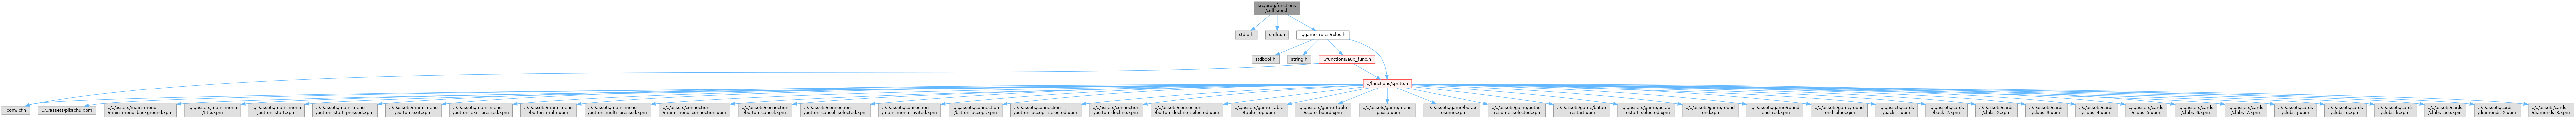 src/prog/functions
/collision.h
stdio.h
stdlib.h
../game_rules/rules.h
stdbool.h
string.h
../functions/aux_func.h
../functions/sprite.h
lcom/lcf.h
../../assets/pikachu.xpm
../../assets/main_menu
/main_menu_background.xpm
../../assets/main_menu
/title.xpm
../../assets/main_menu
/button_start.xpm
../../assets/main_menu
/button_start_pressed.xpm
../../assets/main_menu
/button_exit.xpm
../../assets/main_menu
/button_exit_pressed.xpm
../../assets/main_menu
/button_multi.xpm
../../assets/main_menu
/button_multi_pressed.xpm
../../assets/connection
/main_menu_connection.xpm
../../assets/connection
/button_cancel.xpm
../../assets/connection
/button_cancel_selected.xpm
../../assets/connection
/main_menu_invited.xpm
../../assets/connection
/button_accept.xpm
../../assets/connection
/button_accept_selected.xpm
../../assets/connection
/button_decline.xpm
../../assets/connection
/button_decline_selected.xpm
../../assets/game_table
/table_top.xpm
../../assets/game_table
/score_board.xpm
../../assets/game/menu
_pausa.xpm
../../assets/game/butao
_resume.xpm
../../assets/game/butao
_resume_selected.xpm
../../assets/game/butao
_restart.xpm
../../assets/game/butao
_restart_selected.xpm
../../assets/game/round
_end.xpm
../../assets/game/round
_end_red.xpm
../../assets/game/round
_end_blue.xpm
../../assets/cards
/back_1.xpm
../../assets/cards
/back_2.xpm
../../assets/cards
/clubs_2.xpm
../../assets/cards
/clubs_3.xpm
../../assets/cards
/clubs_4.xpm
../../assets/cards
/clubs_5.xpm
../../assets/cards
/clubs_6.xpm
../../assets/cards
/clubs_7.xpm
../../assets/cards
/clubs_j.xpm
../../assets/cards
/clubs_q.xpm
../../assets/cards
/clubs_k.xpm
../../assets/cards
/clubs_ace.xpm
../../assets/cards
/diamonds_2.xpm
../../assets/cards
/diamonds_3.xpm